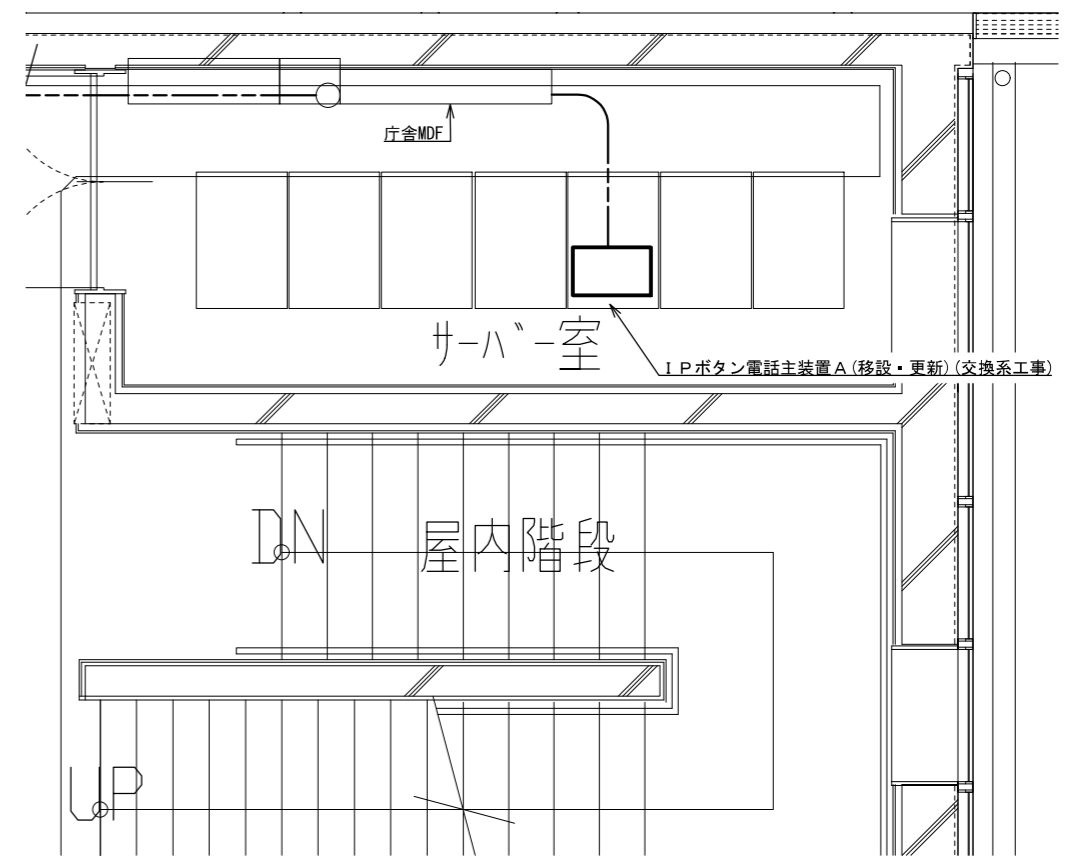 庁舎MDF
サーバー室
ＩＰボタン電話主装置Ａ(移設・更新)(交換系工事)
DN
屋内階段
UP